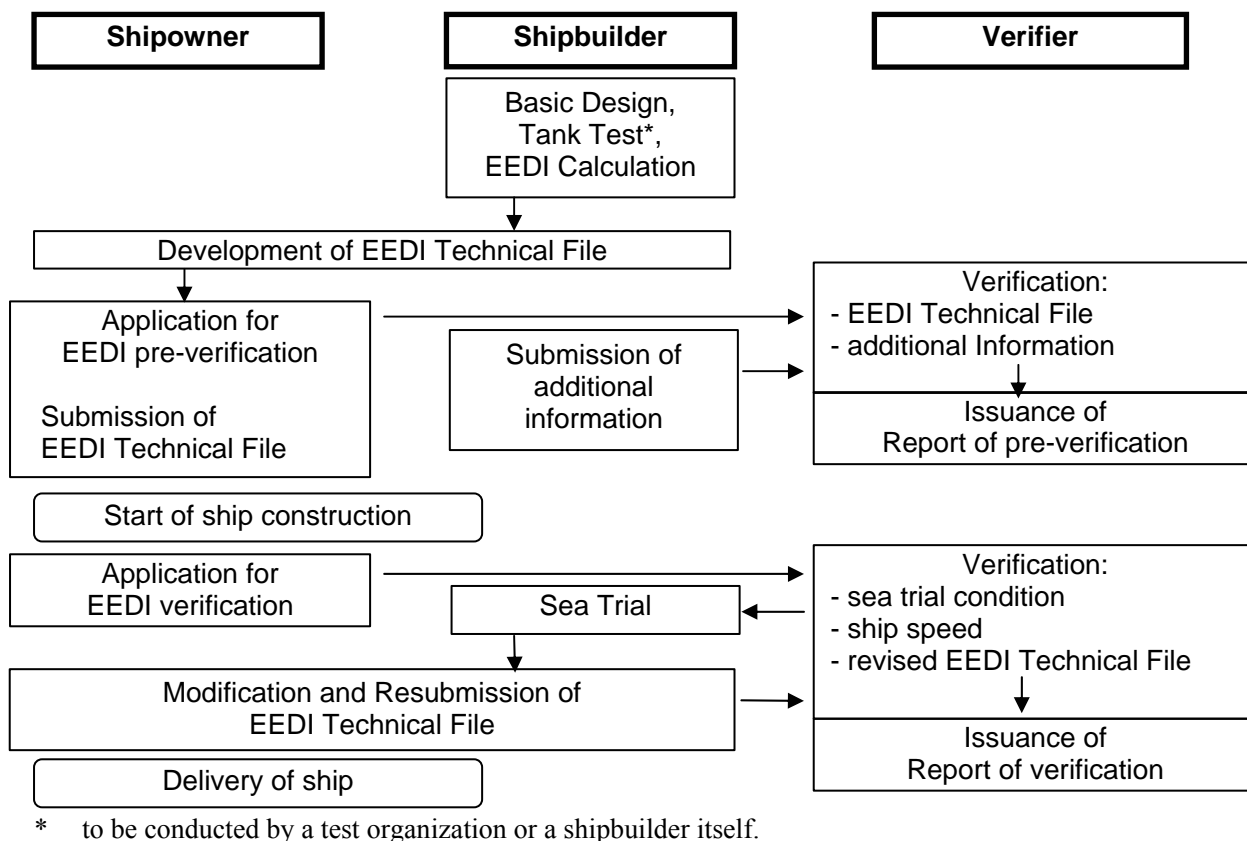 Shipowner
Shipbuilder
Verifier
Basic Design,
Tank Test*,
EEDI Calculation
Development of EEDI Technical File
Application for
EEDI pre-verification
Submission of
EEDI Technical File
Submission of
additional
information
Verification:
- EEDI Technical File
- additional Information
Issuance of
Report of pre-verification
Start of ship construction
Application for
EEDI verification
Sea Trial
Verification:
- sea trial condition
- ship speed
- revised EEDI Technical File
Modification and Resubmission of
EEDI Technical File
Issuance of
Report of verification
Delivery of ship
* to be conducted by a test organization or a shipbuilder itself.